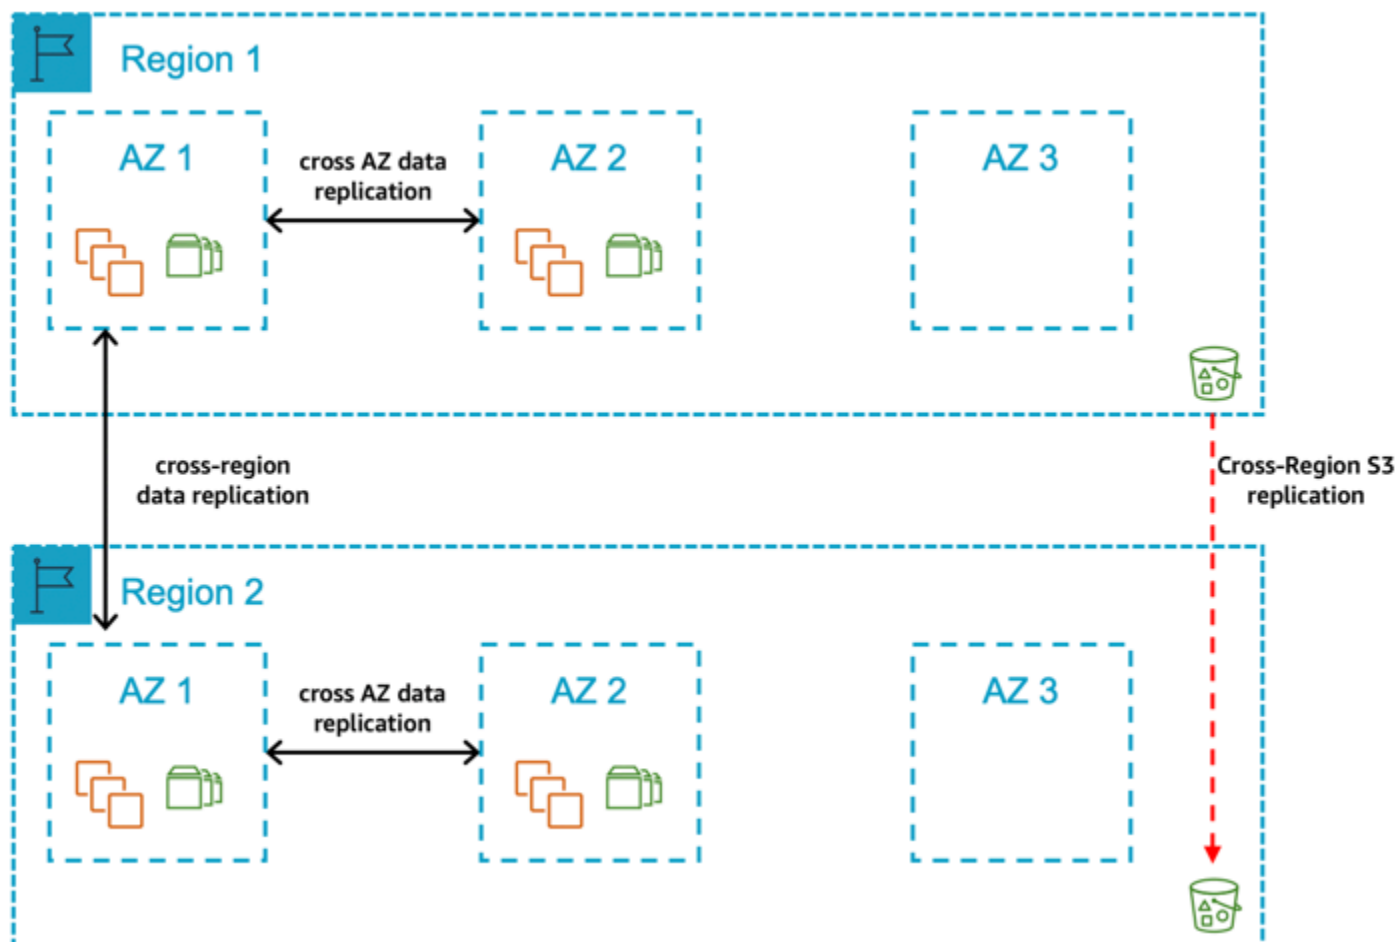 Region 1
AZ 1
cross AZ data
replication
AZ 2
AZ 3
cross-region
data replication
Cross-Region S3
replication
Region 2
AZ 1
cross AZ data
replication
AZ 2
AZ 3